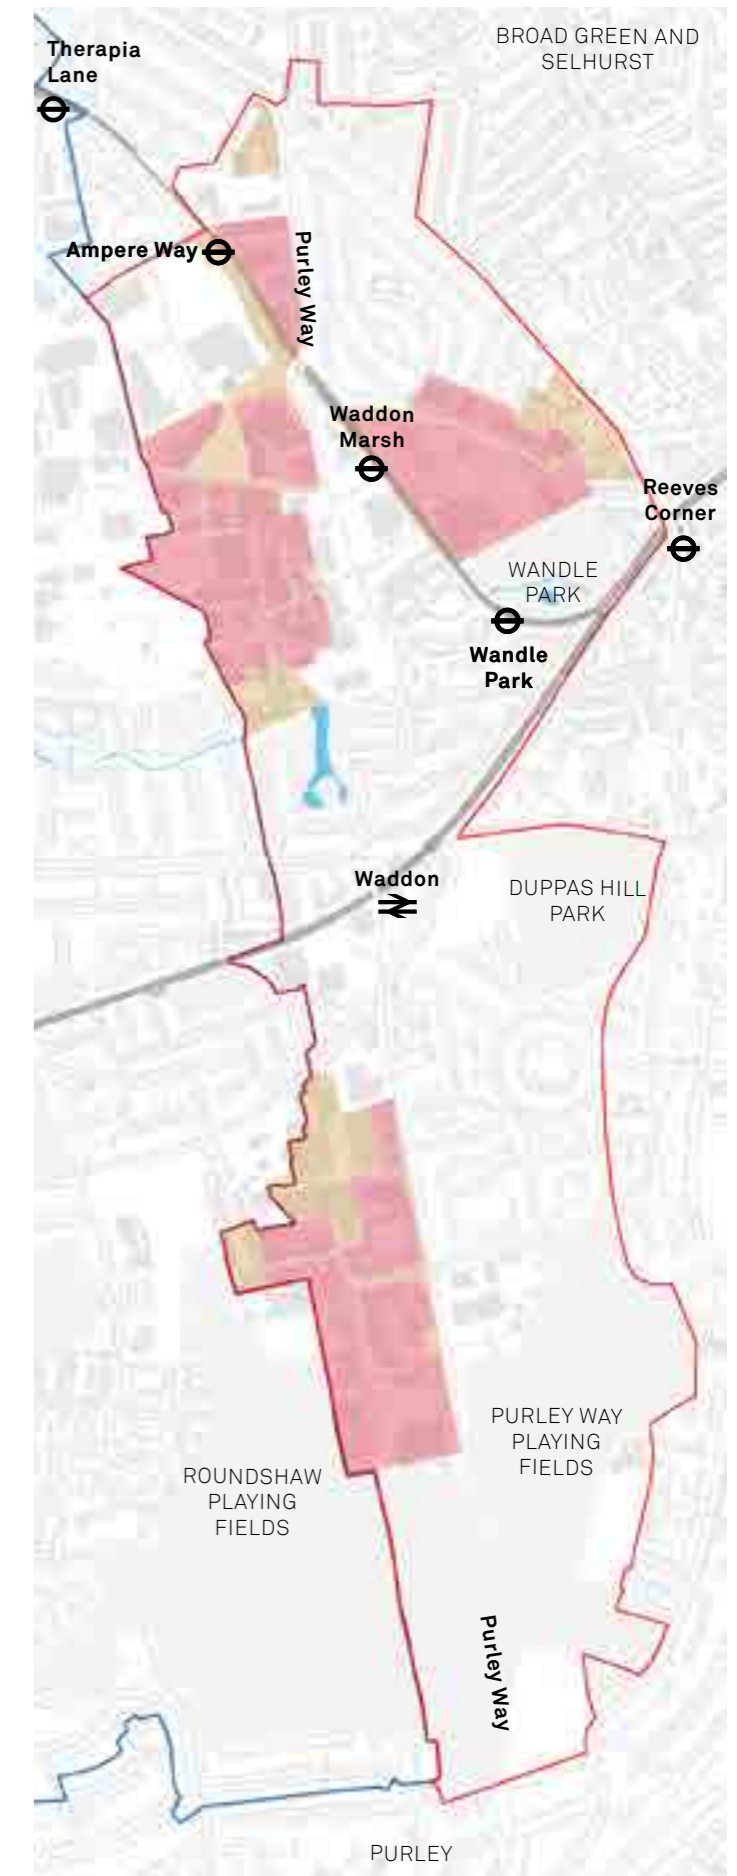 BROAD GREEN AND
SELHURST
Therapia
Lane
Ampere Way
Purley Way
Waddon
Marsh
Reeves
Corner
WANDLE
PARK
Wandle
Park
Waddon
DUPPAS HILL
PARK
PURLEY WAY
PLAYING
FIELDS
ROUNDSHAW
PLAYING
FIELDS
Purley Way
PURLEY